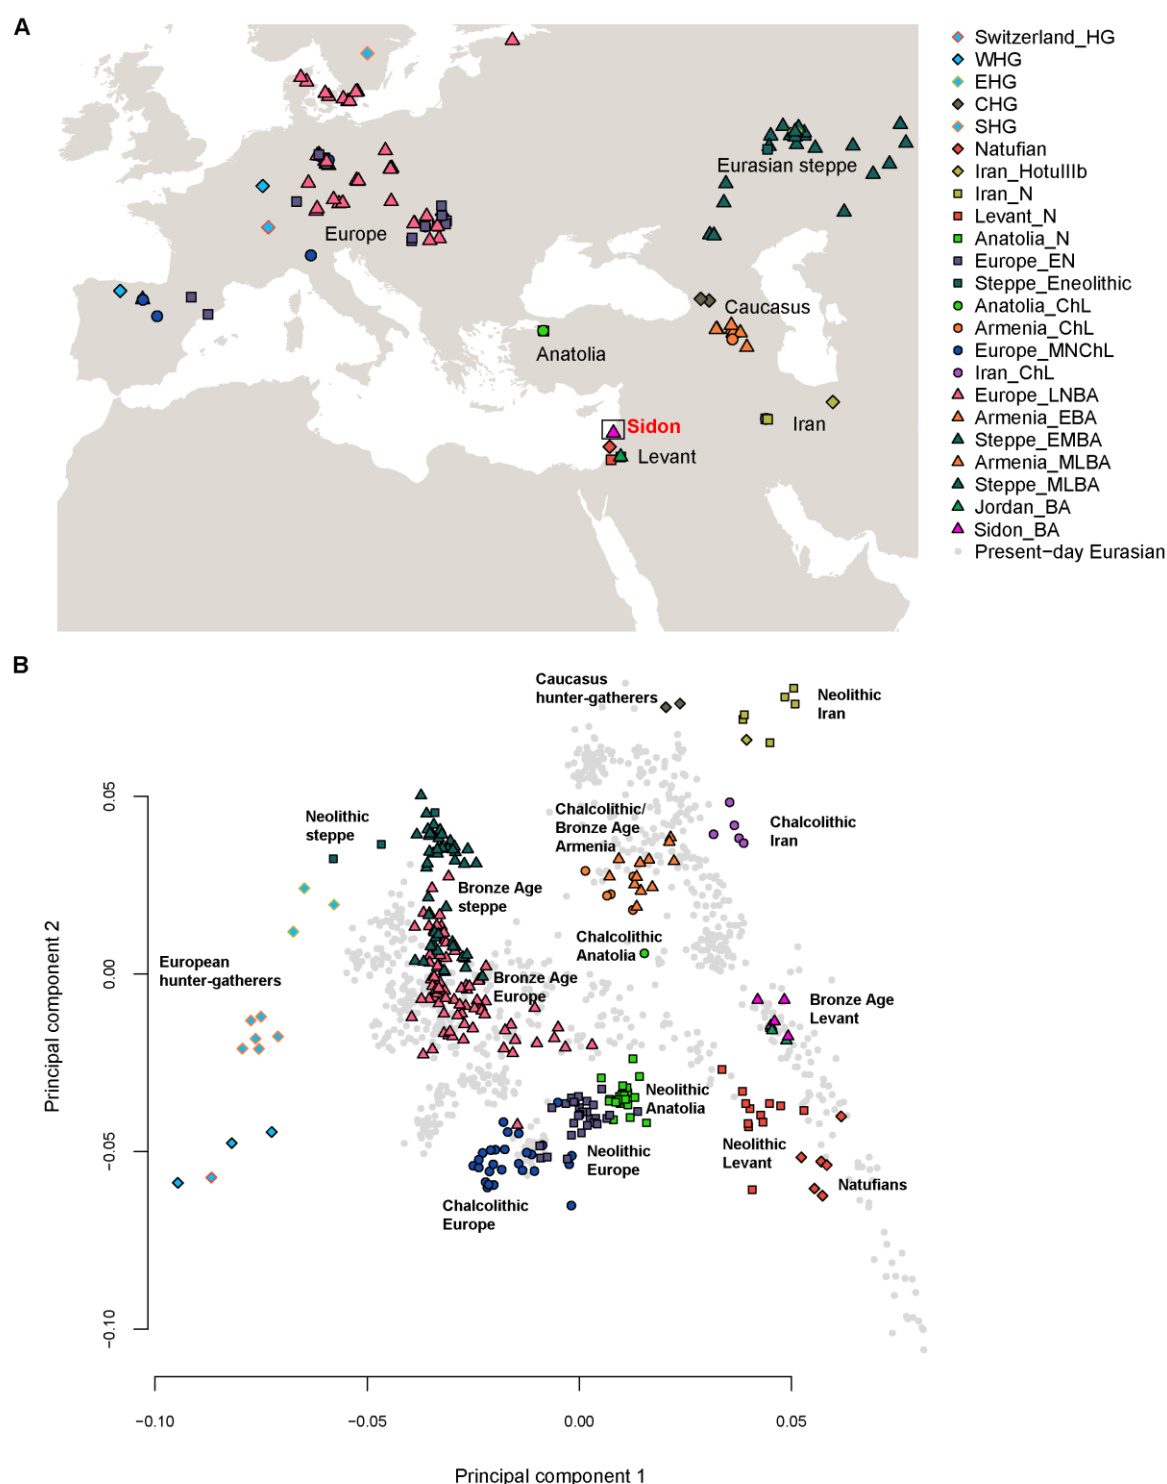 A
Switzerland_HG
WHG
EHG
CHG
SHG
Natufian
Iran_HotuIIIb
Iran_N
Levant_N
Anatolia_N
Europe_EN
Steppe_Eneolithic
Anatolia_ChL
Armenia_ChL
Europe_MNChL
Iran_ChL
Europe_LNBA
Armenia_EBA
Steppe_EMBA
Armenia_MLBA
Steppe_MLBA
Jordan_BA
Sidon_BA
Present-day Eurasian
Eurasian steppe
Europe
Caucasus
Anatolia
Iran
Sidon
Levant
B
Caucasus
hunter-gatherers
Neolithic
Iran
Neolithic
steppe
Chalcolithic/
Bronze Age
Armenia
Chalcolithic
Iran
Bronze Age
steppe
Chalcolithic
Anatolia
European
hunter-gatherers
Bronze Age
Europe
Bronze Age
Levant
Neolithic
Anatolia
Neolithic
Europe
Neolithic
Levant
Natufians
Chalcolithic
Europe
Principal component 2
0.05
0.00
−0.05
−0.10
−0.10
−0.05
0.00
0.05
Principal component 1